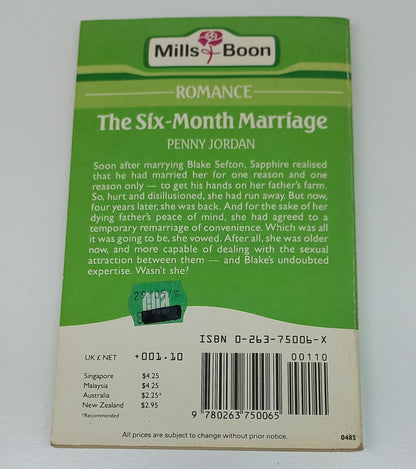 Mills Boon
ROMANCE
The Six-Month Marriage
PENNY JORDAN
Soon after marrying Blake Sefton, Sapphire realised
that he had married her for one reason and one
reason only — to get his hands on her father's farm.
So, hurt and disillusioned, she had run away. But now,
four years later, she was back. And for the sake of her
dying father's peace of mind, she had agreed to a
temporary remarriage of convenience. Which was all
it was going to be, she vowed. After all, she was older
now, and more capable of dealing with the sexual
attraction between them — and Blake's undoubted
expertise. Wasn't she?
ISBN 0-263-75006-X
UK £ NET +001.10
00110
Singapore $4.25
Malaysia $4.25
Australia $2.25*
New Zealand $2.95
*Recommended
9 780263 750065
All prices are subject to change without prior notice.
0485